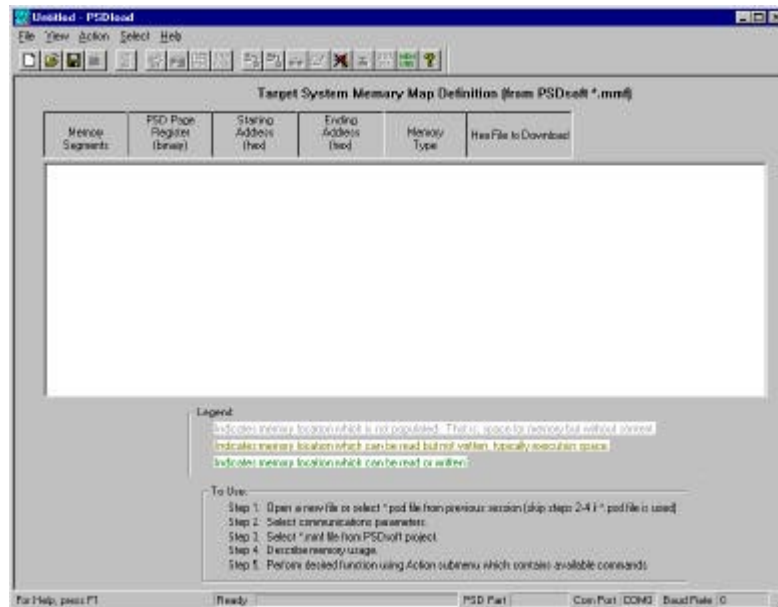 Untitled - PSDload
File View Action Select Help
Target System Memory Map Definition (from PSDsoft *.mmf)
Memory Segments
PSD Page Register (binary)
Starting Address (hex)
Ending Address (hex)
Memory Type
Hex File to Download
Legend:
Indicates memory location which is not populated. That is, space for memory but without content.
Indicates memory location which can be read but not written, typically execution space.
Indicates memory location which can be read or written.
To Use:
Step 1: Open a new file or select *.psd file from previous session (skip steps 2-4 if *.psd file is used)
Step 2: Select communications parameters.
Step 3: Select *.mmf file from PSDsoft project.
Step 4: Describe memory usage.
Step 5: Perform desired function using Action submenu which contains available commands.
For Help, press F1 Ready PSD Part Com Port COM0 Baud Rate 0